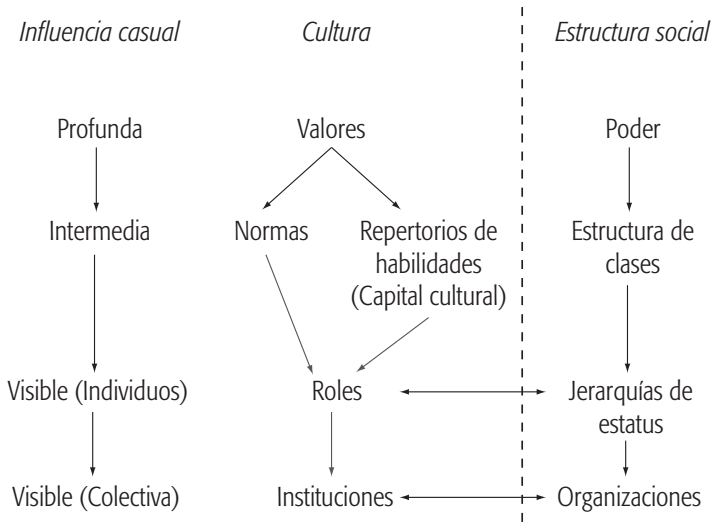 Influencia casual
Cultura
Estructura social
Profunda
Valores
Poder
Intermedia
Normas
Repertorios de
habilidades
(Capital cultural)
Estructura de
clases
Visible (Individuos)
Roles
Jerarquías de
estatus
Visible (Colectiva)
Instituciones
Organizaciones